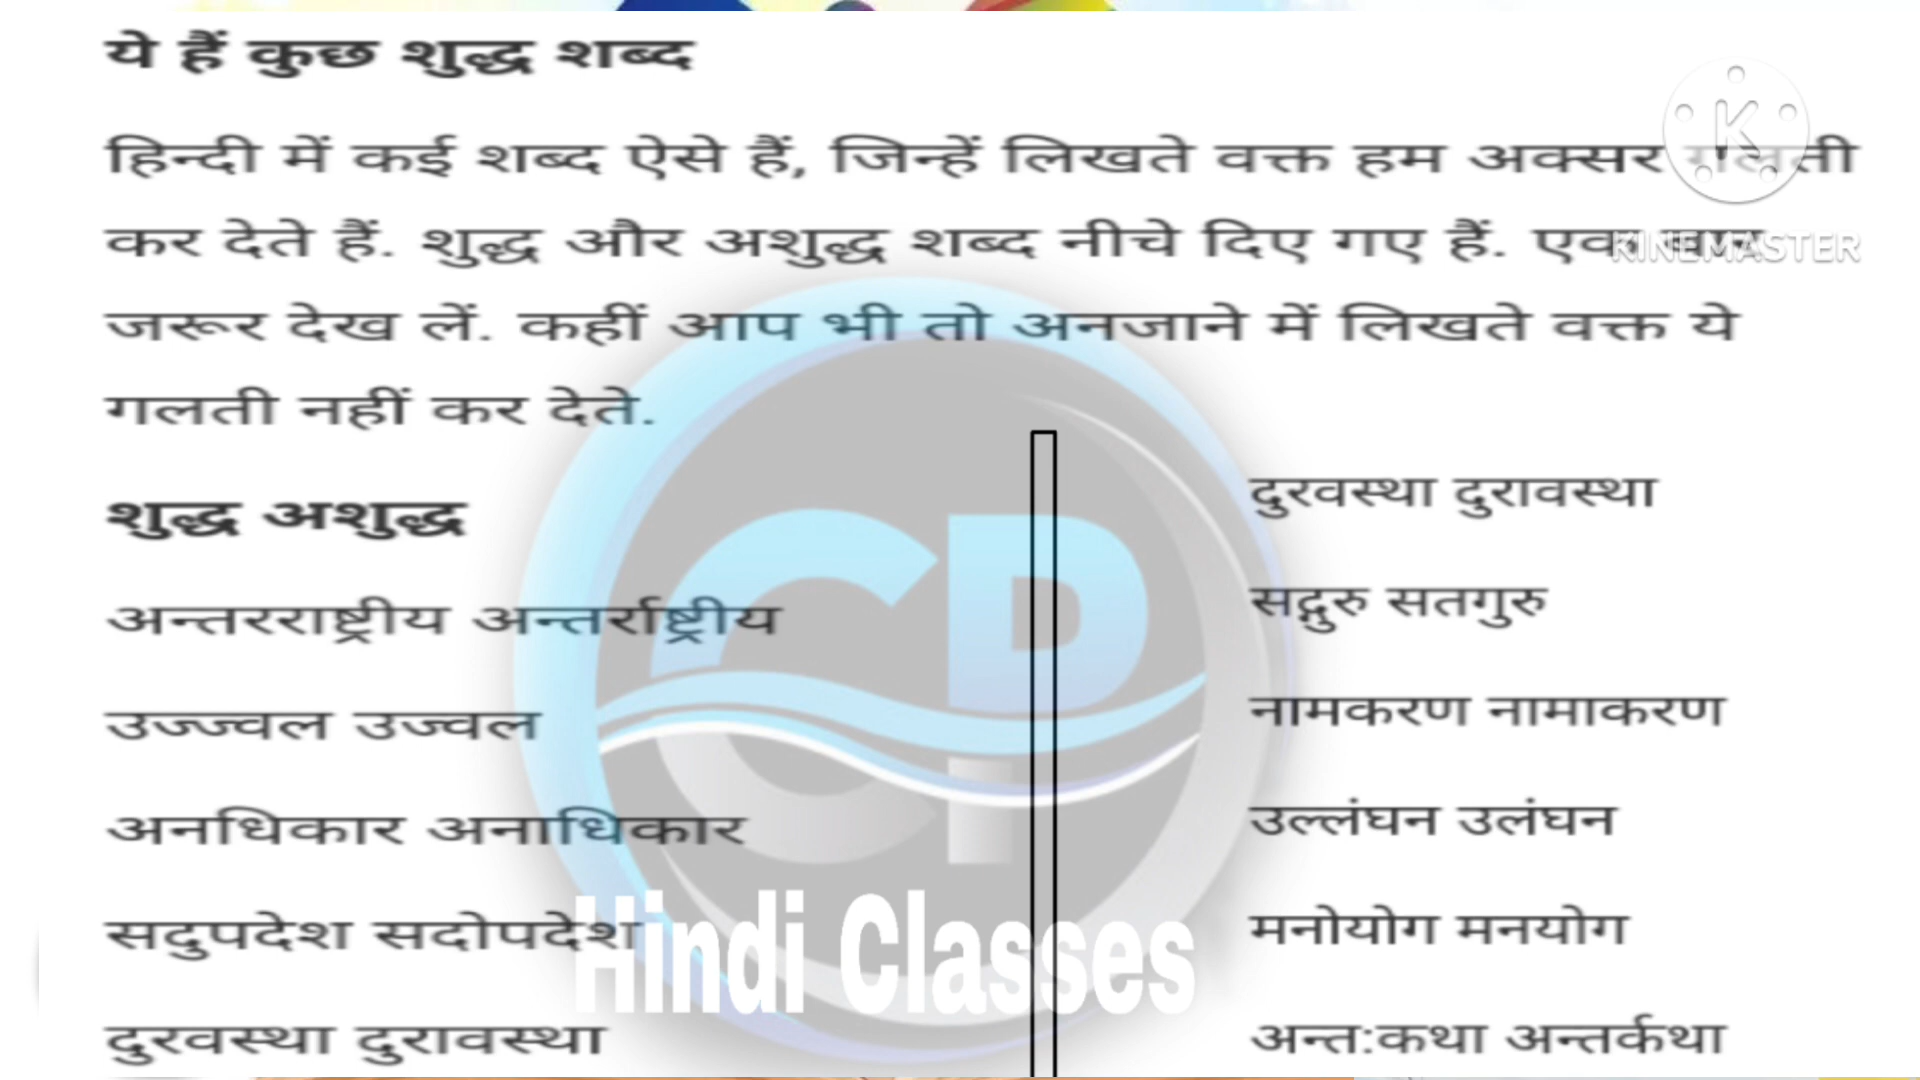 ये हैं कुछ शुद्ध शब्द
हिन्दी में कई शब्द ऐसे हैं, जिन्हें लिखते वक्त हम अक्सर गलती
कर देते हैं. शुद्ध और अशुद्ध शब्द नीचे दिए गए हैं. एक
KINEMASTER
जरूर देख लें. कहीं आप भी तो अनजाने में लिखते वक्त ये
गलती नहीं कर देते.
शुद्ध अशुद्ध
अन्तरराष्ट्रीय अन्तर्राष्ट्रीय
उज्ज्वल उज्वल
अनधिकार अनाधिकार
सदुपदेश सदोपदेश
दुरवस्था दुरावस्था
दुरवस्था दुरावस्था
सद्गुरु सतगुरु
नामकरण नामाकरण
उल्लंघन उलंघन
मनोयोग मनयोग
अन्त:कथा अन्तर्कथा
CP
Hindi Classes